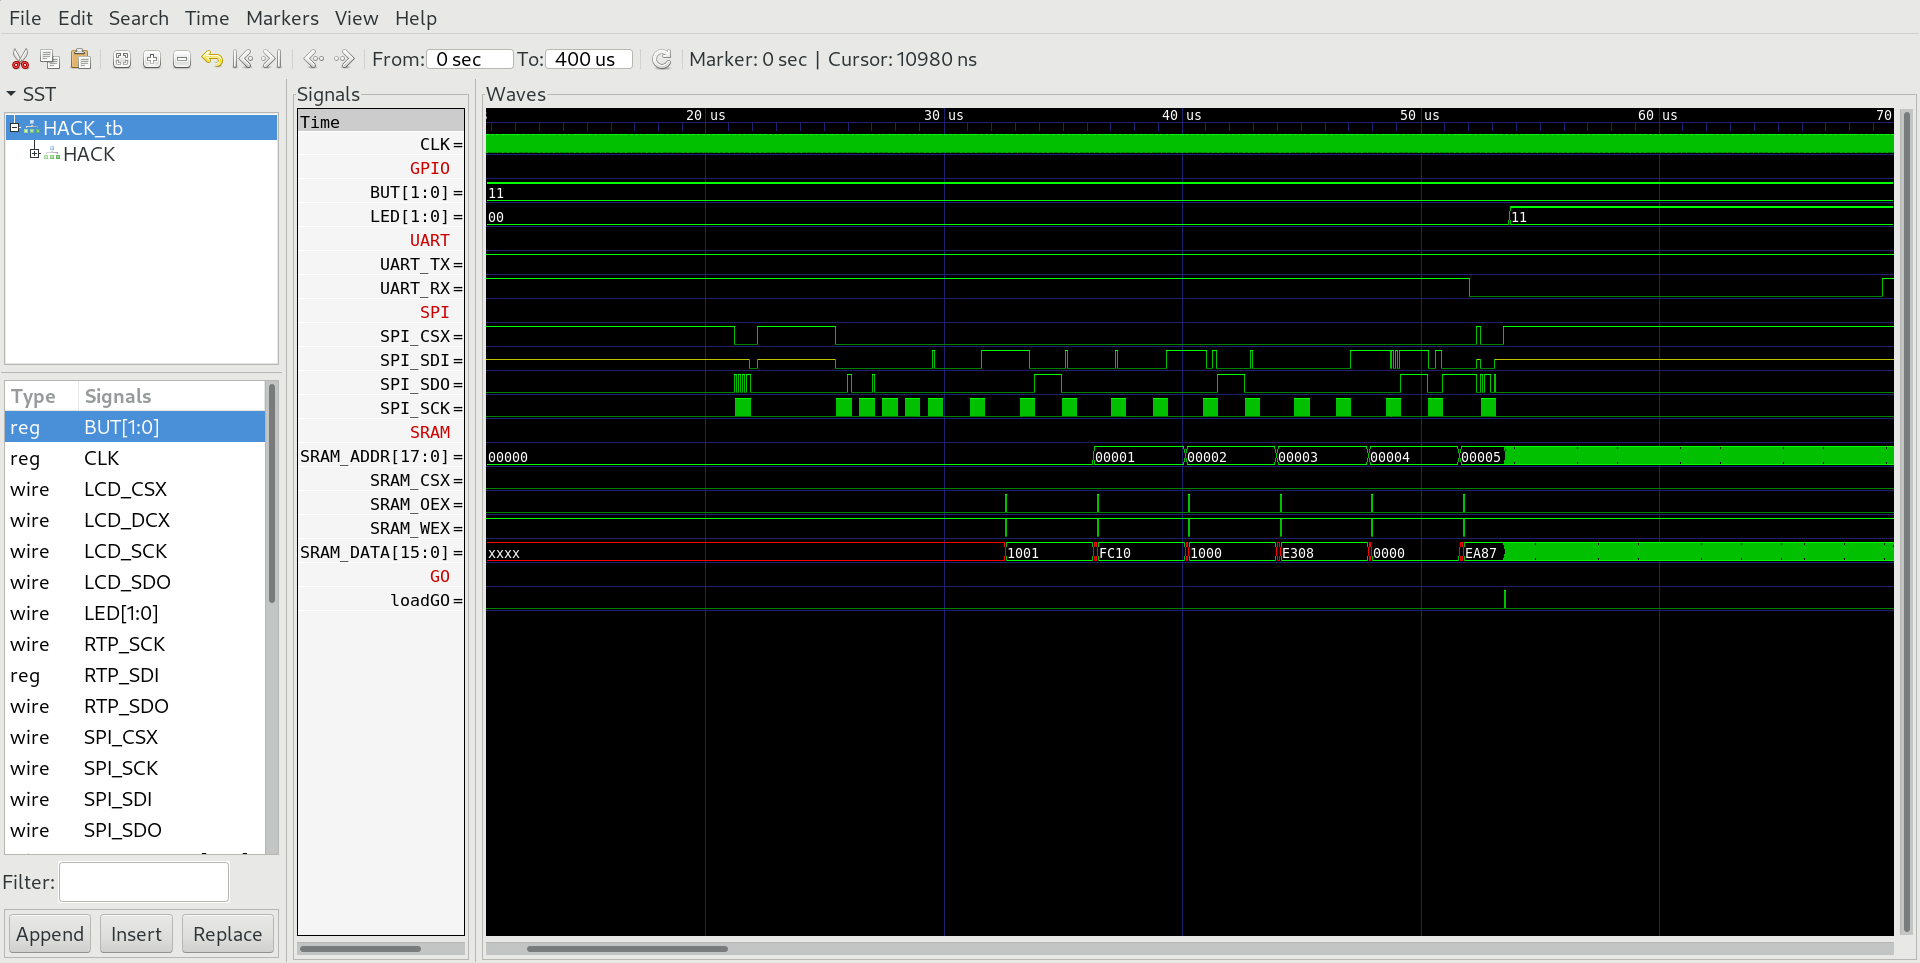 File Edit Search Time Markers View Help
From: 0 sec To: 400 us Marker: 0 sec | Cursor: 10980 ns
SST
HACK_tb
HACK
Type Signals
reg BUT[1:0]
reg CLK
wire LCD_CSX
wire LCD_DCX
wire LCD_SCK
wire LCD_SDO
wire LED[1:0]
wire RTP_SCK
reg RTP_SDI
wire RTP_SDO
wire SPI_CSX
wire SPI_SCK
wire SPI_SDI
wire SPI_SDO
Filter:
Append Insert Replace
Signals
Time
CLK=
GPIO
BUT[1:0]=
LED[1:0]=
UART
UART_TX=
UART_RX=
SPI
SPI_CSX=
SPI_SDI=
SPI_SDO=
SPI_SCK=
SRAM
SRAM_ADDR[17:0]=
SRAM_CSX=
SRAM_OEX=
SRAM_WEX=
SRAM_DATA[15:0]=
GO
loadGO=
Waves
20 us 30 us 40 us 50 us 60 us 70
11
00 11
00000 00001 00002 00003 00004 00005
xxxx 1001 FC10 1000 E308 0000 EA87